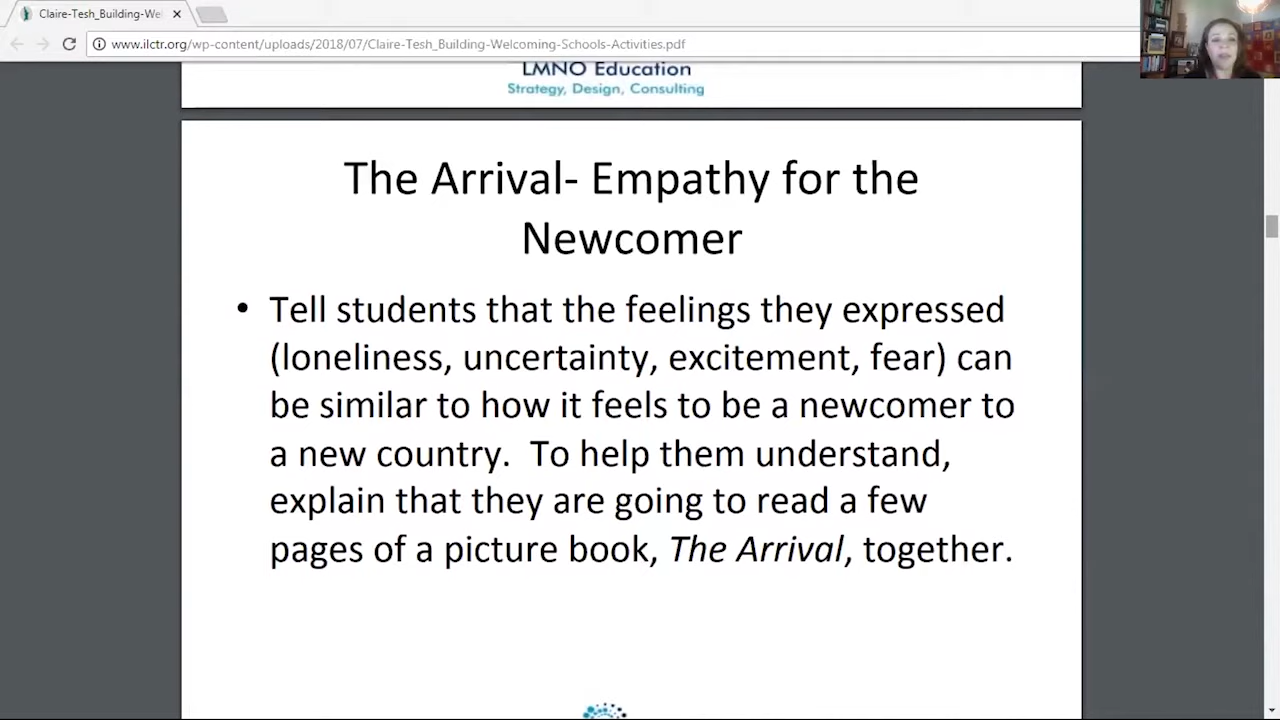 Claire-Tesh_Building-We
www.ilctr.org/wp-content/uploads/2018/07/Claire-Tesh_Building-Welcoming-Schools-Activities.pdf
LMNO Education
Strategy, Design, Consulting
The Arrival- Empathy for the
Newcomer
• Tell students that the feelings they expressed
(loneliness, uncertainty, excitement, fear) can
be similar to how it feels to be a newcomer to
a new country.  To help them understand,
explain that they are going to read a few
pages of a picture book, The Arrival, together.